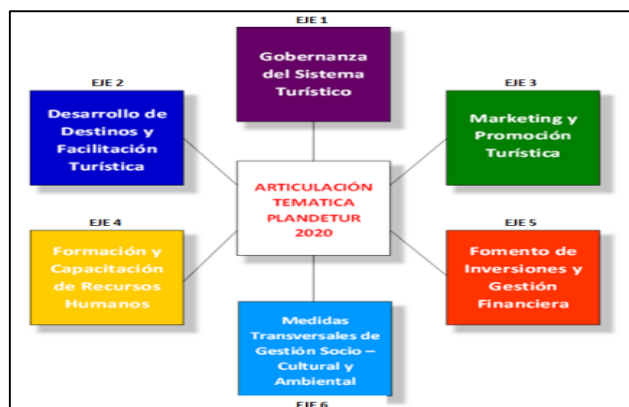 EJE 1
Gobernanza
del Sistema
Turístico
EJE 2
Desarrollo de
Destinos y
Facilitación
Turística
EJE 3
Marketing y
Promoción
Turística
ARTICULACIÓN
TEMATICA
PLANDETUR
2020
EJE 4
Formación y
Capacitación
de Recursos
Humanos
EJE 5
Fomento de
Inversiones y
Gestión
Financiera
Medidas
Transversales de
Gestión Socio –
Cultural y
Ambiental
EJE 6